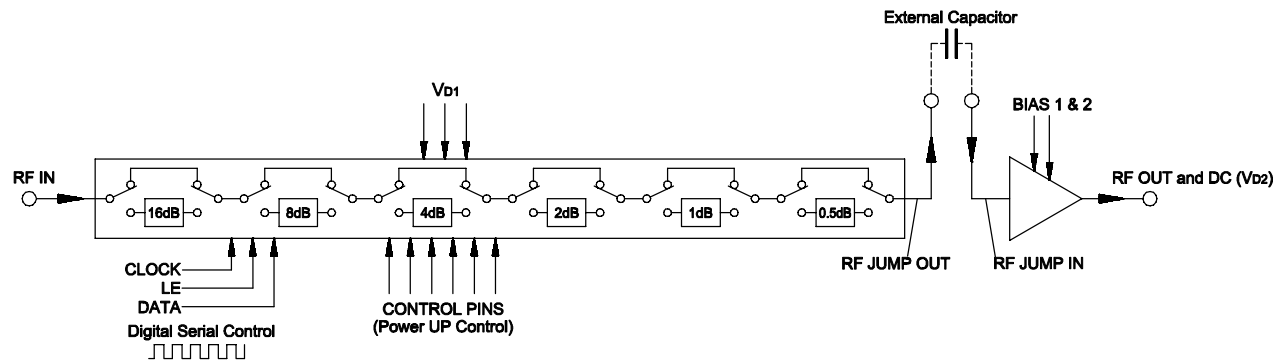 External Capacitor
VD1
BIAS 1 & 2
RF IN
RF OUT and DC (VD2)
16dB
8dB
4dB
2dB
1dB
0.5dB
RF JUMP OUT
RF JUMP IN
CLOCK
LE
DATA
CONTROL PINS
(Power UP Control)
Digital Serial Control